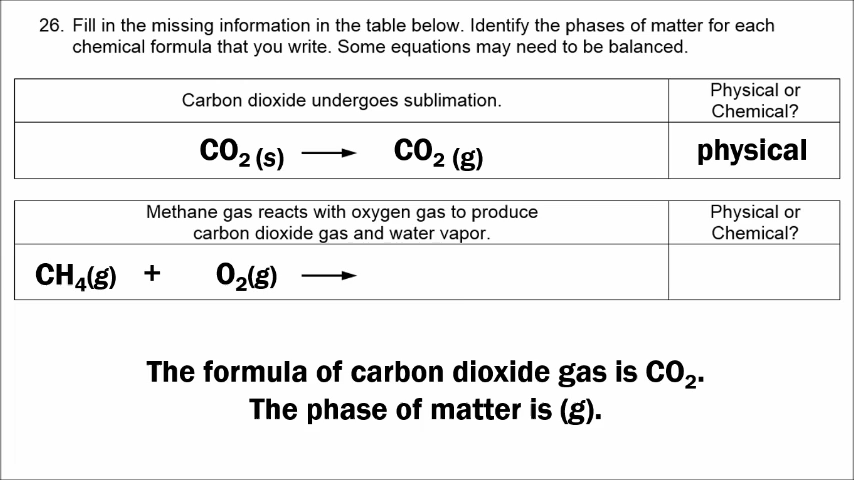 26. Fill in the missing information in the table below. Identify the phases of matter for each
chemical formula that you write. Some equations may need to be balanced.
Carbon dioxide undergoes sublimation.
Physical or
Chemical?
CO₂ (s) ⟶ CO₂ (g)
physical
Methane gas reacts with oxygen gas to produce
carbon dioxide gas and water vapor.
Physical or
Chemical?
CH₄(g) + O₂(g) ⟶
The formula of carbon dioxide gas is CO₂.
The phase of matter is (g).